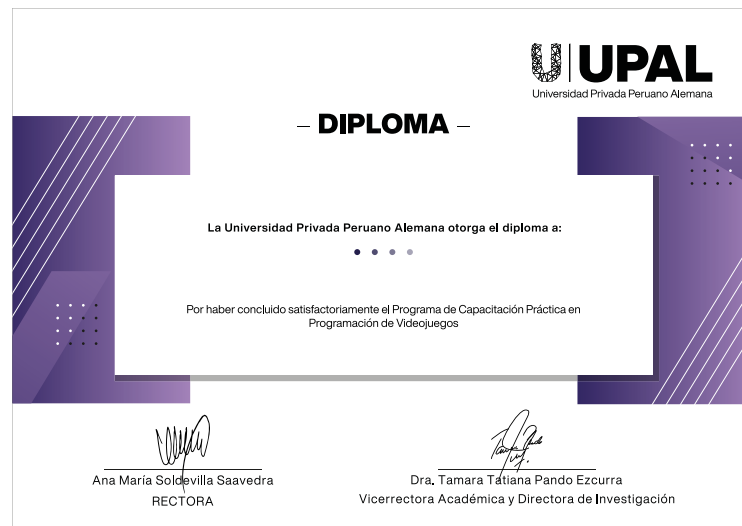 UPAL
Universidad Privada Peruano Alemana
– DIPLOMA –
La Universidad Privada Peruano Alemana otorga el diploma a:
Por haber concluido satisfactoriamente el Programa de Capacitación Práctica en
Programación de Videojuegos
Ana María Soldevilla Saavedra
RECTORA
Dra. Tamara Tatiana Pando Ezcurra
Vicerrectora Académica y Directora de Investigación